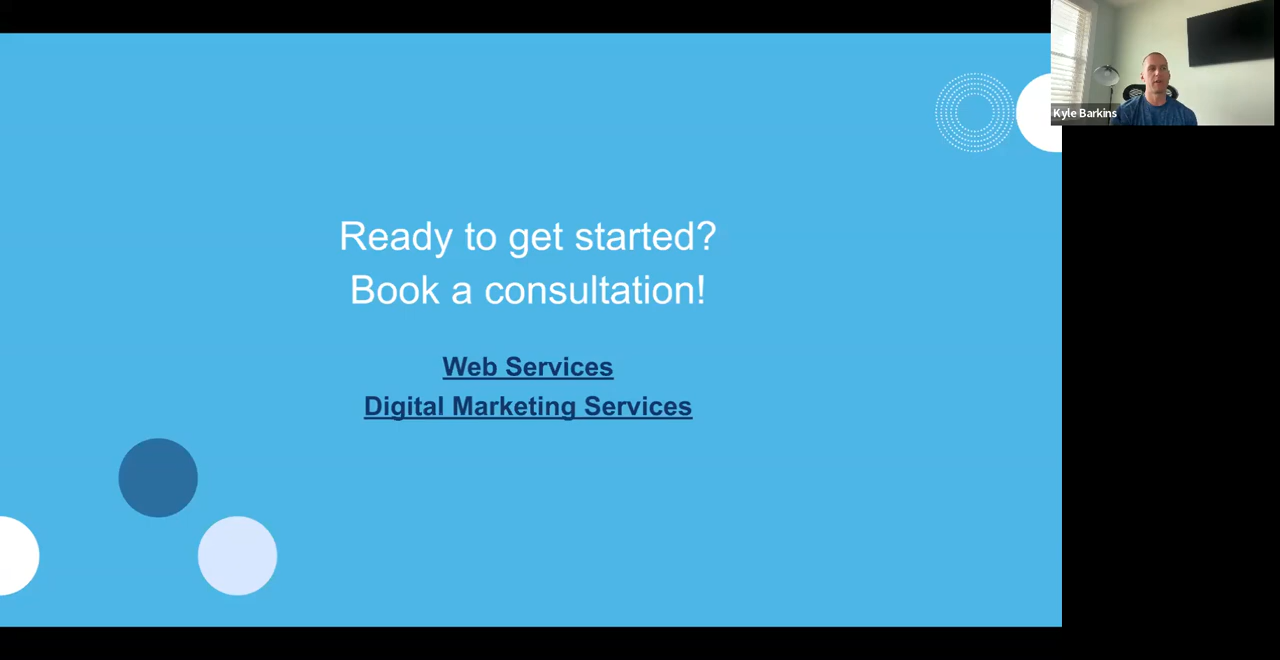 Ready to get started?
Book a consultation!
Web Services
Digital Marketing Services
Kyle Barkins